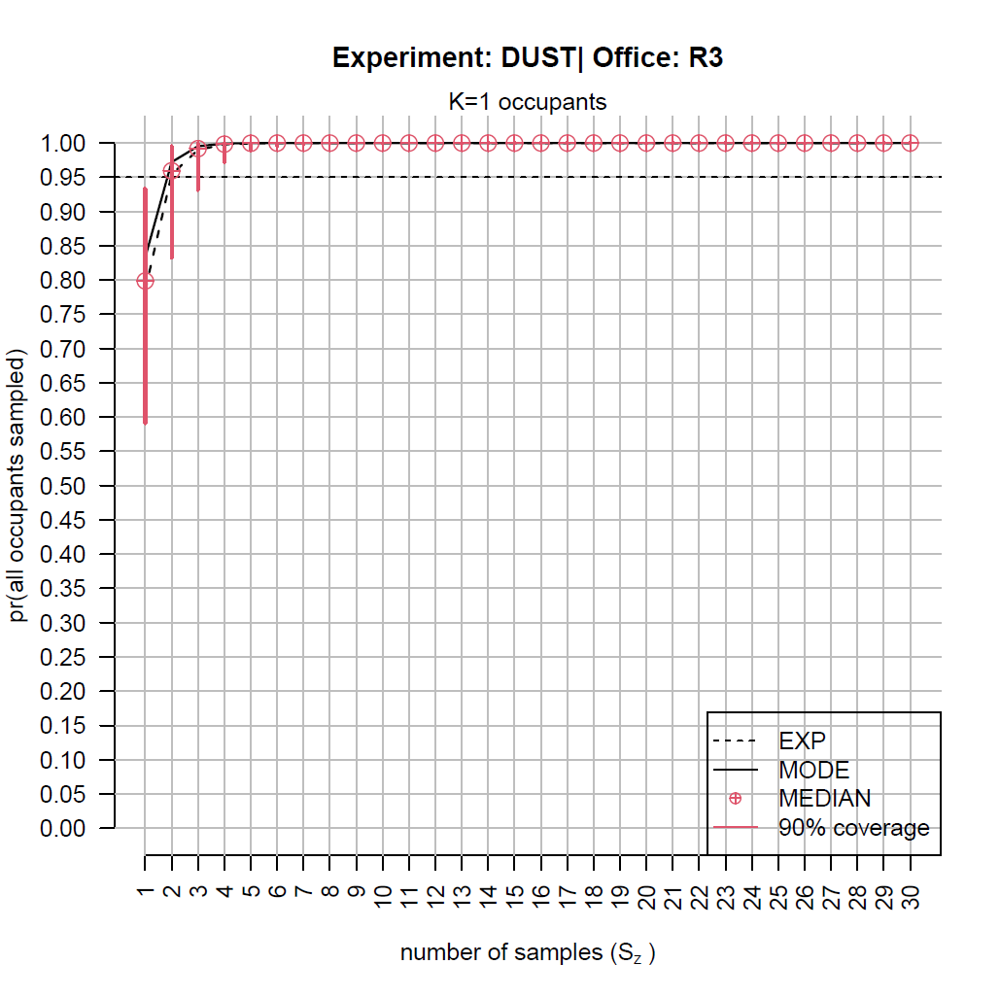 Experiment: DUST| Office: R3
K=1 occupants
1.00
0.95
0.90
0.85
0.80
0.75
0.70
0.65
0.60
0.55
0.50
0.45
0.40
0.35
0.30
0.25
0.20
0.15
0.10
0.05
0.00
pr(all occupants sampled)
EXP
MODE
MEDIAN
90% coverage
1 2 3 4 5 6 7 8 9 10 11 12 13 14 15 16 17 18 19 20 21 22 23 24 25 26 27 28 29 30
number of samples (Sz )